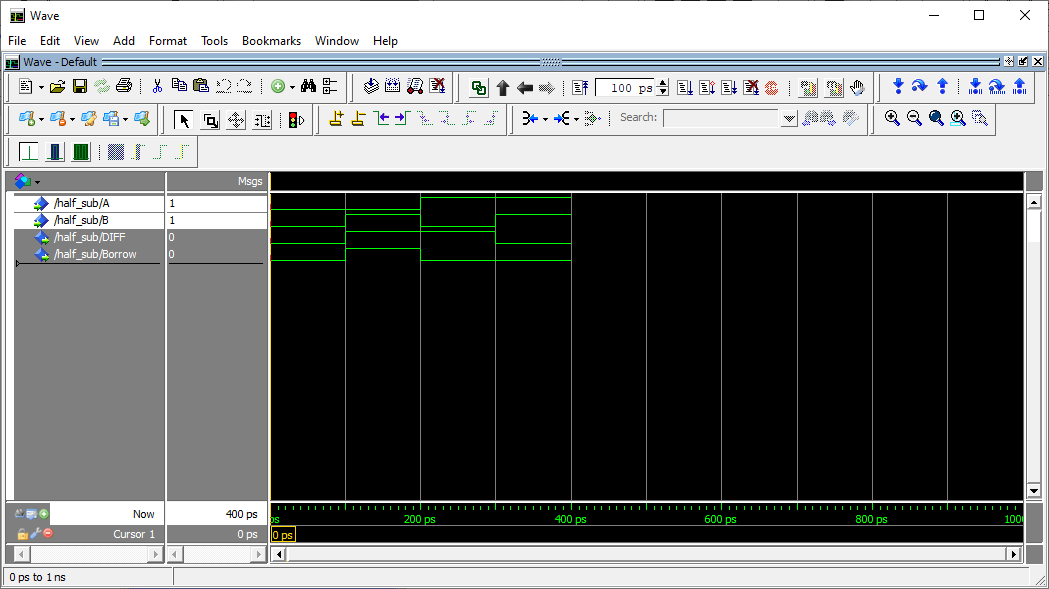 Wave
File Edit View Add Format Tools Bookmarks Window Help
Wave - Default
100 ps
Search:
Msgs
/half_sub/A 1
/half_sub/B 1
/half_sub/DIFF 0
/half_sub/Borrow 0
Now 400 ps
ps 200 ps 400 ps 600 ps 800 ps 1000
Cursor 1 0 ps 0 ps
0 ps to 1 ns